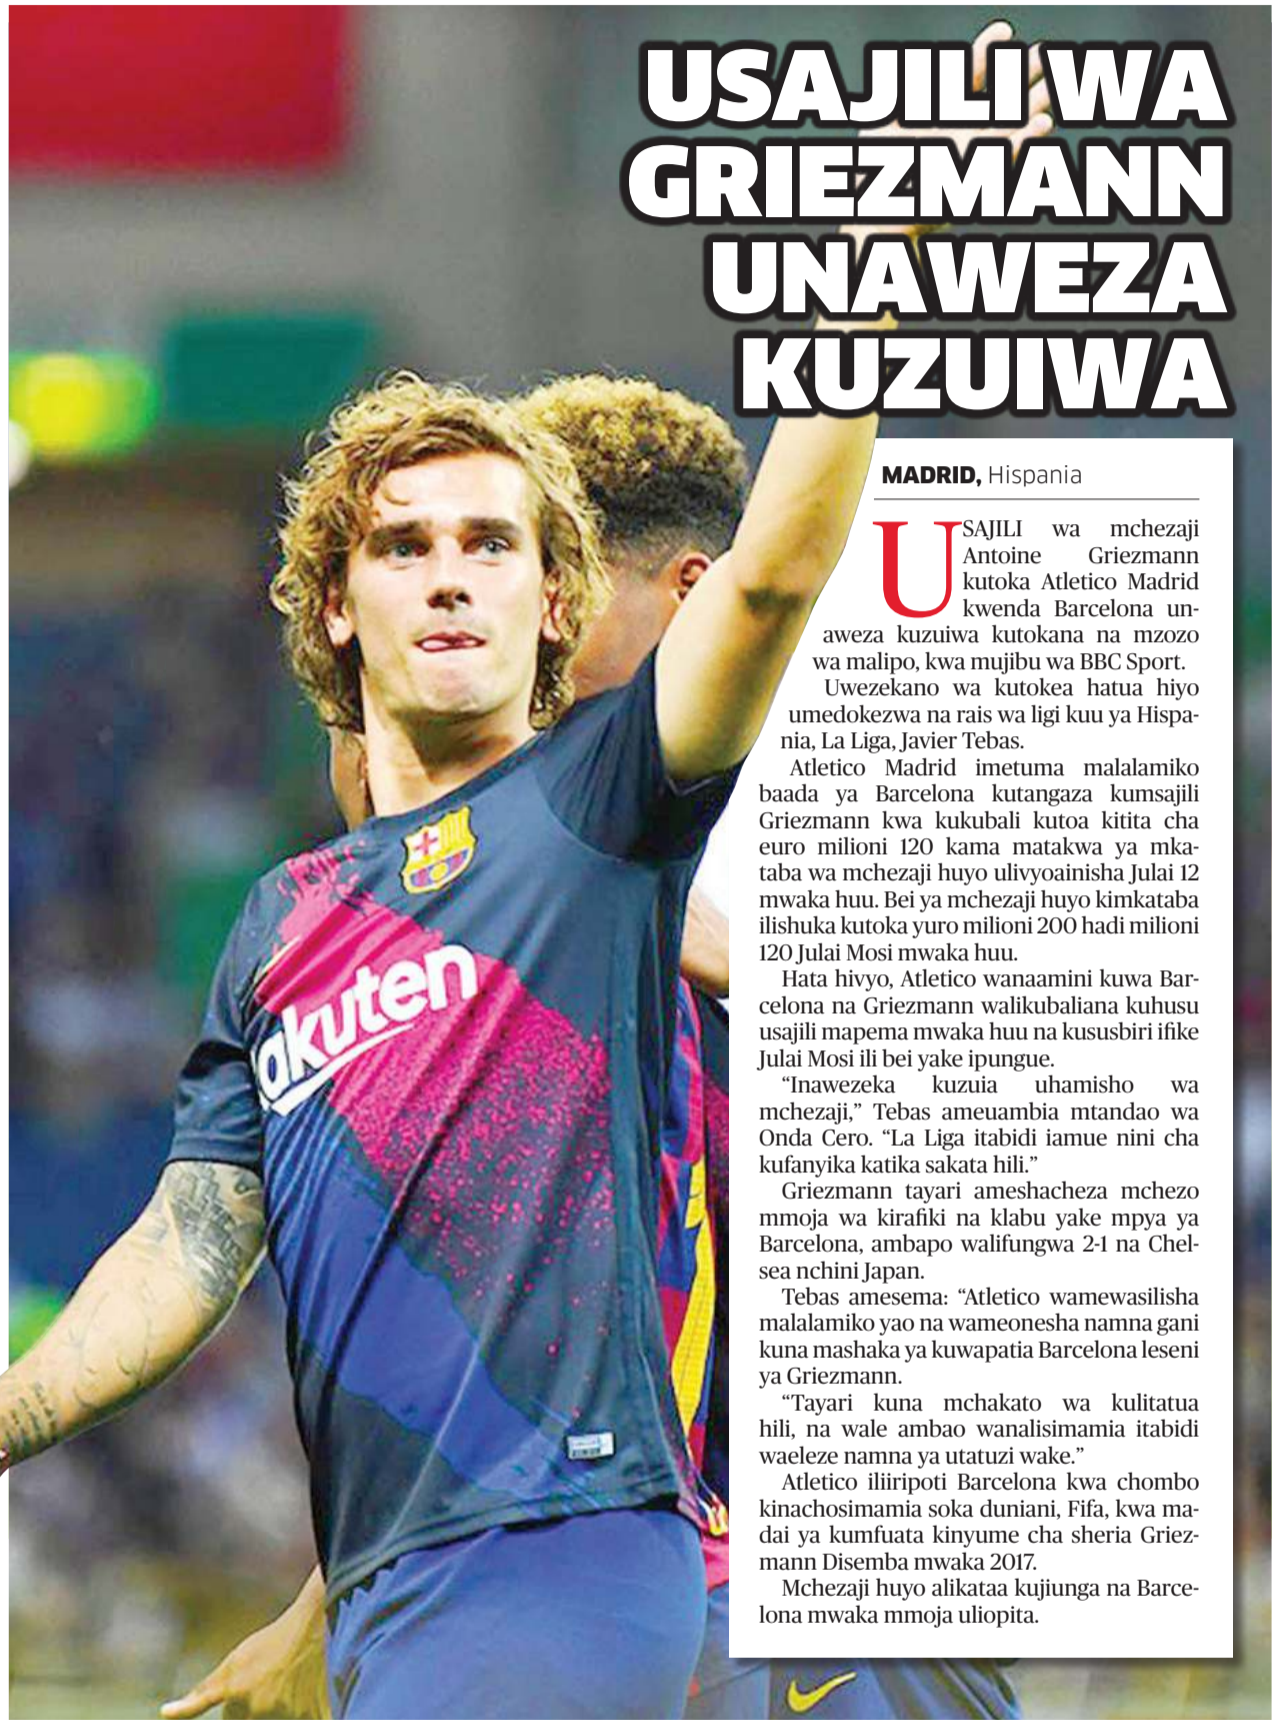 USAJILI WA
GRIEZMANN
UNAWEZA
KUZUIWA
MADRID, Hispania
USAJILI wa mchezaji
Antoine Griezmann
kutoka Atletico Madrid
kwenda Barcelona un-
aweza kuzuiwa kutokana na mzozo
wa malipo, kwa mujibu wa BBC Sport.
Uwezekano wa kutokea hatua hiyo
umedokezwa na rais wa ligi kuu ya Hispa-
nia, La Liga, Javier Tebas.
Atletico Madrid imetuma malalamiko
baada ya Barcelona kutangaza kumsajili
Griezmann kwa kukubali kutoa kitita cha
euro milioni 120 kama matakwa ya mka-
taba wa mchezaji huyo ulivyoainisha Julai 12
mwaka huu. Bei ya mchezaji huyo kimkataba
ilishuka kutoka yuro milioni 200 hadi milioni
120 Julai Mosi mwaka huu.
Hata hivyo, Atletico wanaamini kuwa Bar-
celona na Griezmann walikubaliana kuhusu
usajili mapema mwaka huu na kususbiri ifike
Julai Mosi ili bei yake ipungue.
“Inawezeka kuzuia uhamisho wa
mchezaji,” Tebas ameuambia mtandao wa
Onda Cero. “La Liga itabidi iamue nini cha
kufanyika katika sakata hili.”
Griezmann tayari ameshacheza mchezo
mmoja wa kirafiki na klabu yake mpya ya
Barcelona, ambapo walifungwa 2-1 na Chel-
sea nchini Japan.
Tebas amesema: “Atletico wamewasilisha
malalamiko yao na wameonesha namna gani
kuna mashaka ya kuwapatia Barcelona leseni
ya Griezmann.
“Tayari kuna mchakato wa kulitatua
hili, na wale ambao wanalisimamia itabidi
waeleze namna ya utatuzi wake.”
Atletico iliiripoti Barcelona kwa chombo
kinachosimamia soka duniani, Fifa, kwa ma-
dai ya kumfuata kinyume cha sheria Griez-
mann Disemba mwaka 2017.
Mchezaji huyo alikataa kujiunga na Barce-
lona mwaka mmoja uliopita.
Rakuten